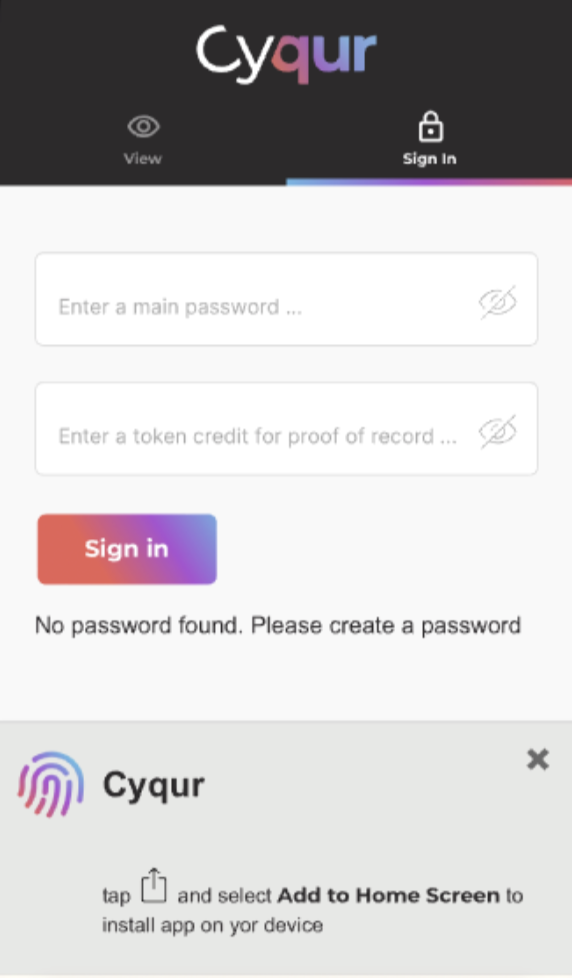 Cyqur
View
Sign In
Enter a main password ...
Enter a token credit for proof of record ...
Sign in
No password found. Please create a password
Cyqur
tap and select Add to Home Screen to
install app on yor device